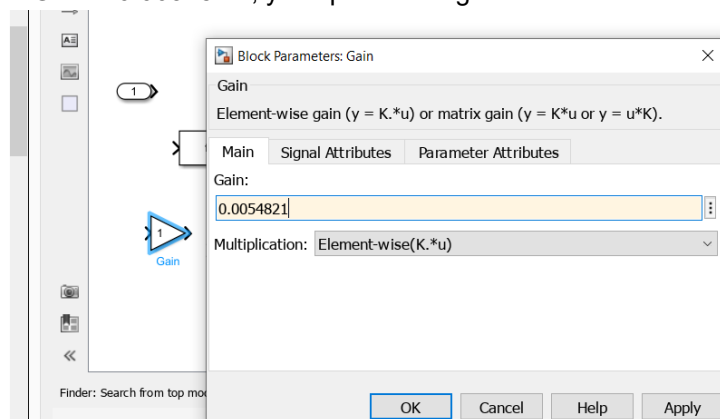 Block Parameters: Gain
Gain
Element-wise gain (y = K.*u) or matrix gain (y = K*u or y = u*K).
Main Signal Attributes Parameter Attributes
Gain:
0.0054821
Multiplication: Element-wise(K.*u)
OK Cancel Help Apply
1
1
Gain
Finder: Search from top